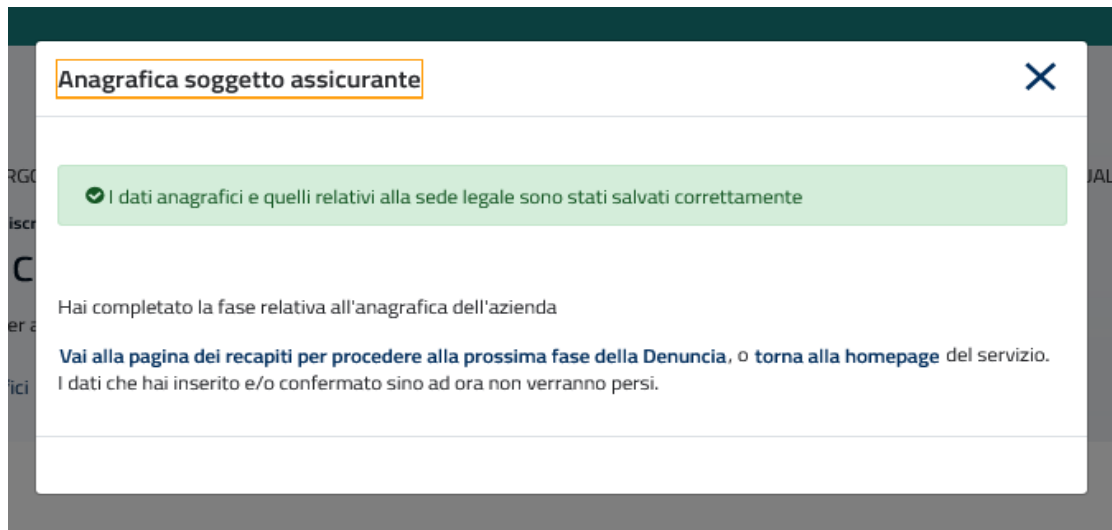 Anagrafica soggetto assicurante
I dati anagrafici e quelli relativi alla sede legale sono stati salvati correttamente
Hai completato la fase relativa all'anagrafica dell'azienda
Vai alla pagina dei recapiti per procedere alla prossima fase della Denuncia, o torna alla homepage del servizio.
I dati che hai inserito e/o confermato sino ad ora non verranno persi.